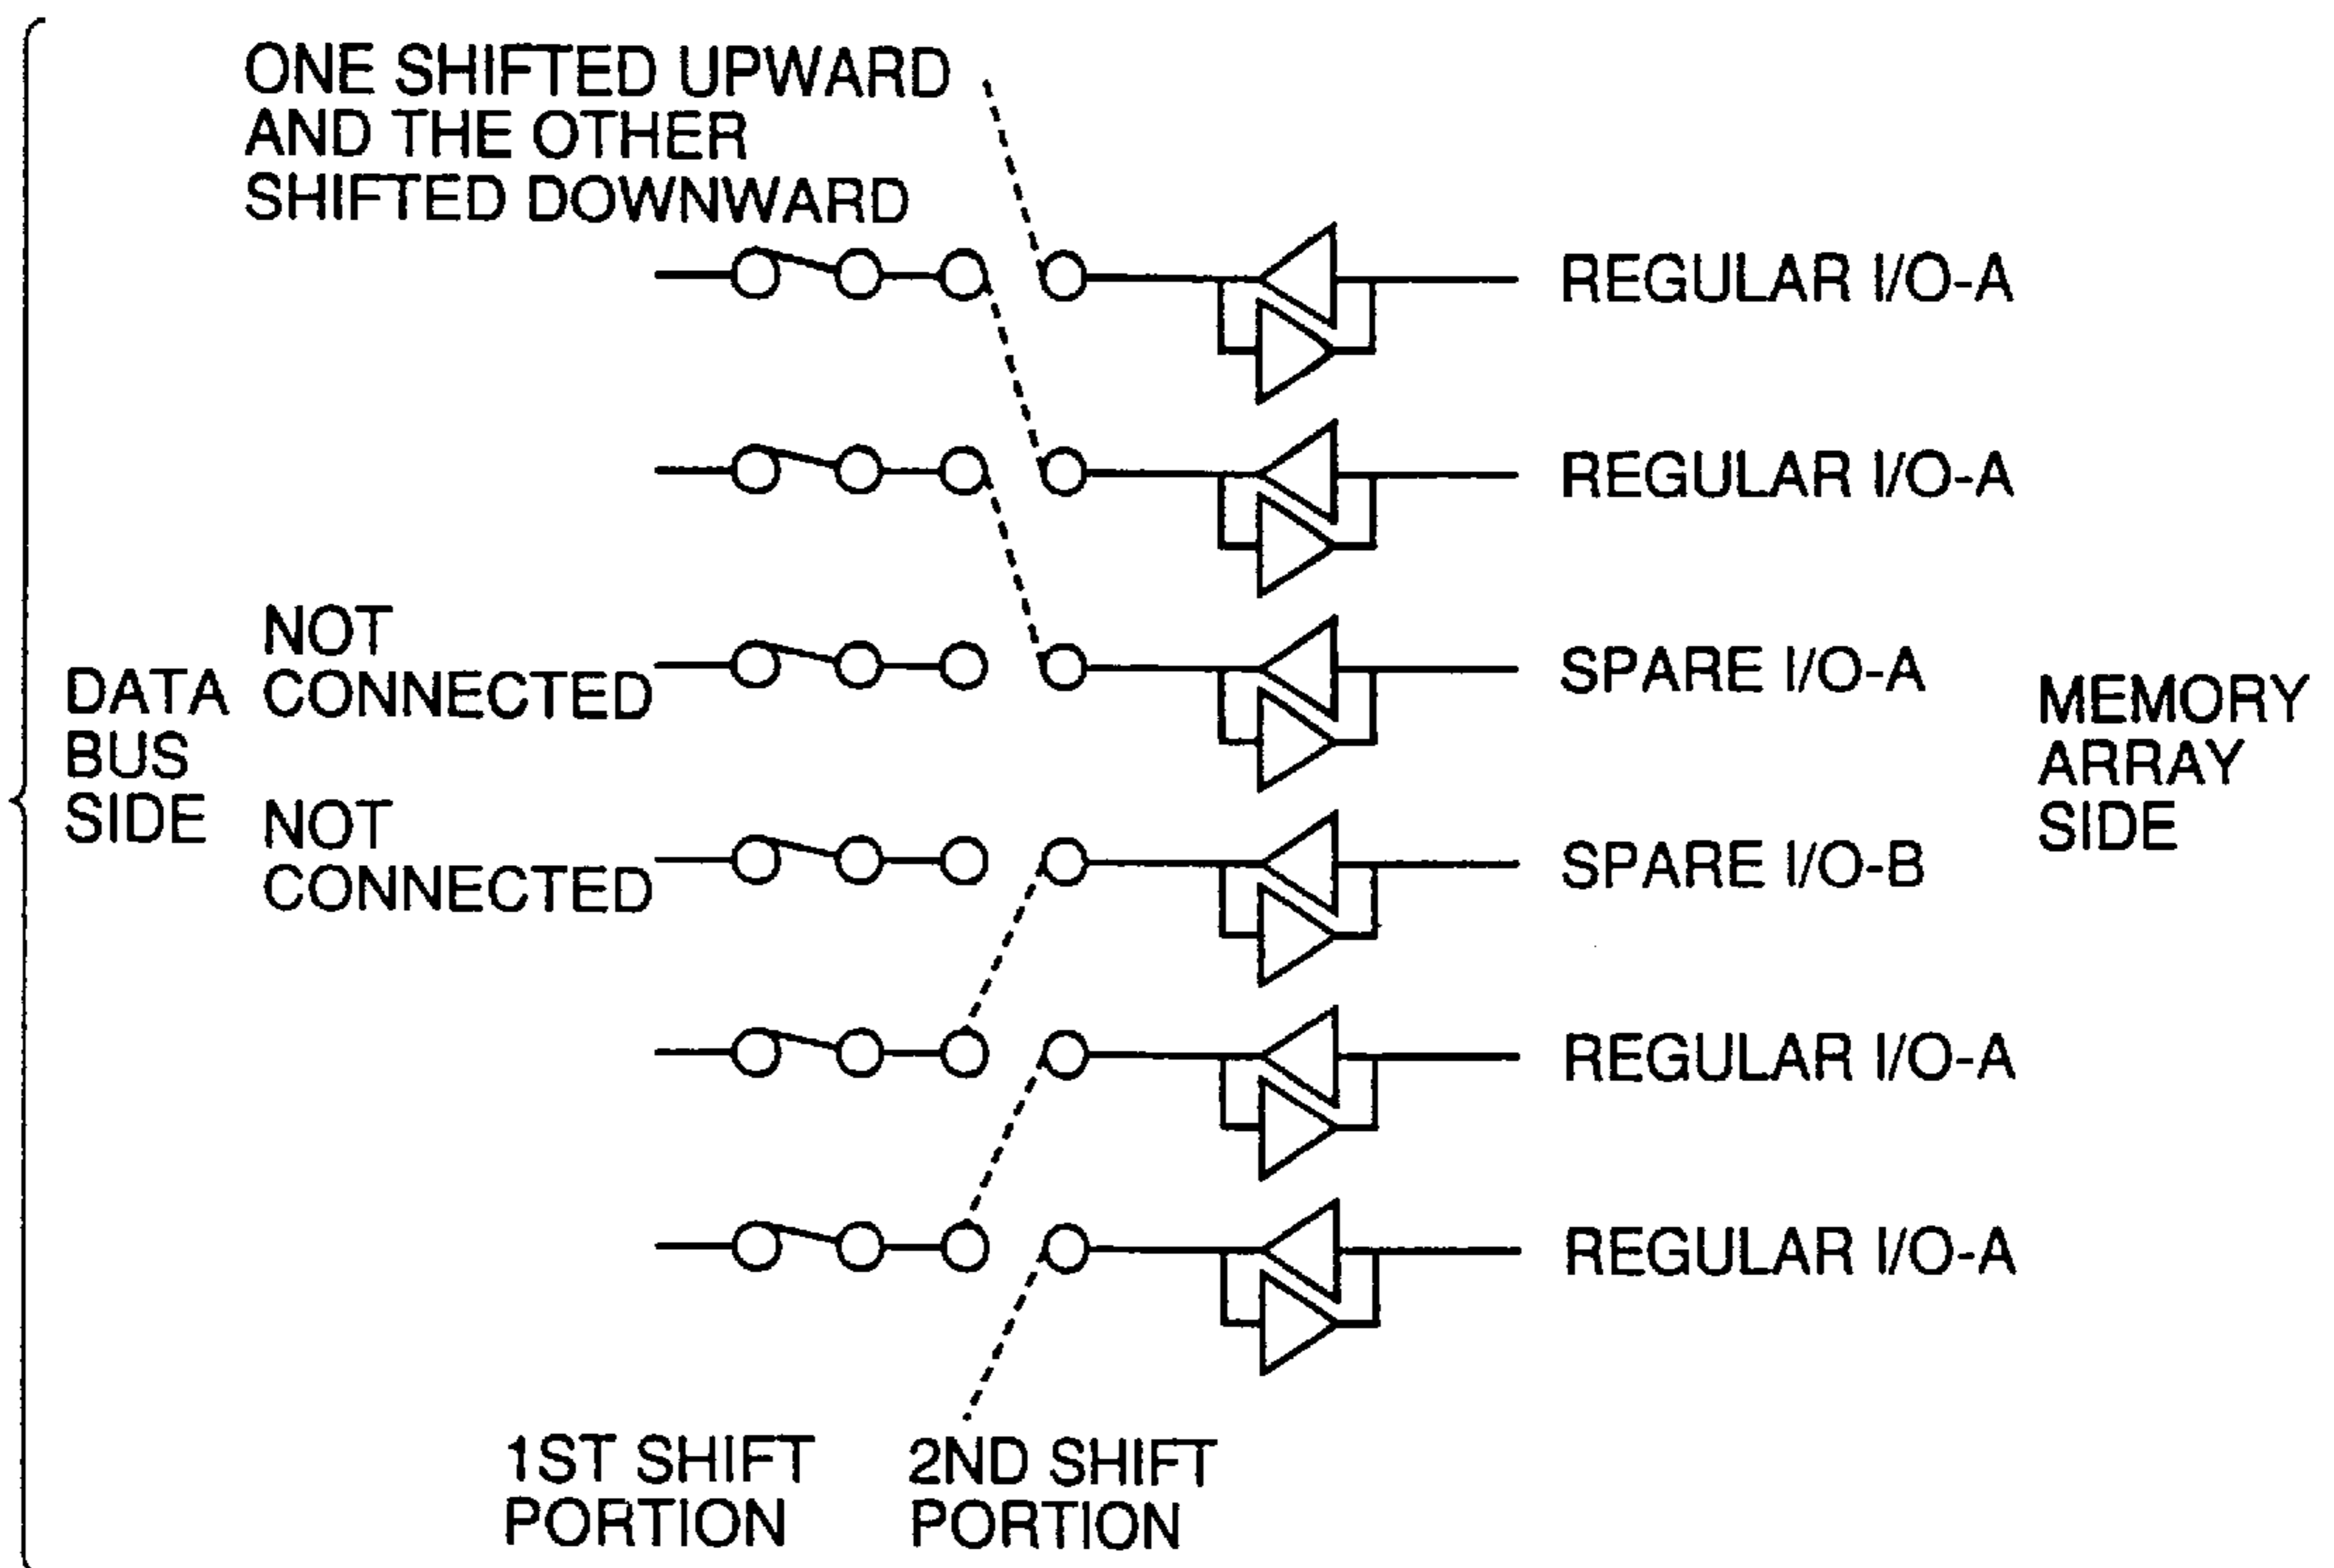 ONE SHIFTED UPWARD
AND THE OTHER
SHIFTED DOWNWARD
REGULAR I/O-A
REGULAR I/O-A
NOT
CONNECTED
SPARE I/O-A
DATA
BUS
SIDE
MEMORY
ARRAY
SIDE
NOT
CONNECTED
SPARE I/O-B
REGULAR I/O-A
REGULAR I/O-A
1ST SHIFT
PORTION
2ND SHIFT
PORTION